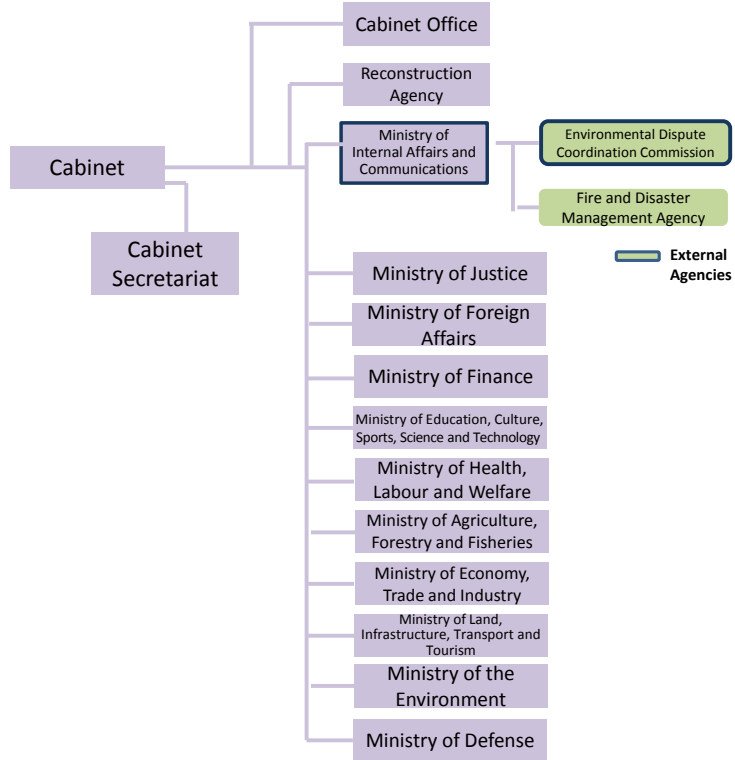 Cabinet Office
Reconstruction
Agency
Ministry of
Internal Affairs and
Communications
Environmental Dispute
Coordination Commission
Cabinet
Fire and Disaster
Management Agency
Cabinet
Secretariat
External
Agencies
Ministry of Justice
Ministry of Foreign
Affairs
Ministry of Finance
Ministry of Education, Culture,
Sports, Science and Technology
Ministry of Health,
Labour and Welfare
Ministry of Agriculture,
Forestry and Fisheries
Ministry of Economy,
Trade and Industry
Ministry of Land,
Infrastructure, Transport and
Tourism
Ministry of the
Environment
Ministry of Defense